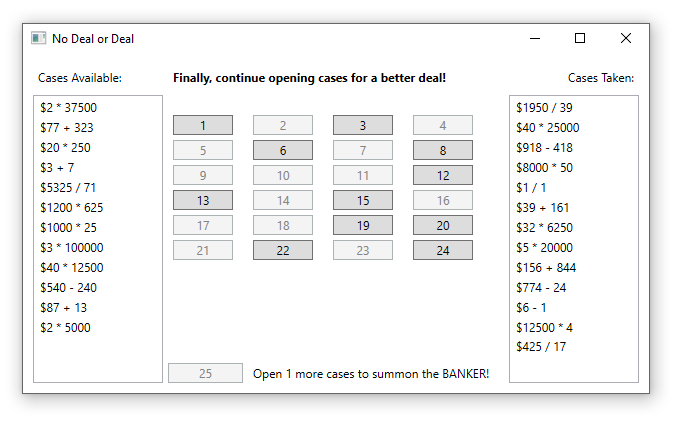 No Deal or Deal
Cases Available:
Finally, continue opening cases for a better deal!
Cases Taken:
$2 * 37500
$77 + 323
$20 * 250
$3 + 7
$5325 / 71
$1200 * 625
$1000 * 25
$3 * 100000
$40 * 12500
$540 - 240
$87 + 13
$2 * 5000
1 2 3 4
5 6 7 8
9 10 11 12
13 14 15 16
17 18 19 20
21 22 23 24
$1950 / 39
$40 * 25000
$918 - 418
$8000 * 50
$1 / 1
$39 + 161
$32 * 6250
$5 * 20000
$156 + 844
$774 - 24
$6 - 1
$12500 * 4
$425 / 17
25 Open 1 more cases to summon the BANKER!